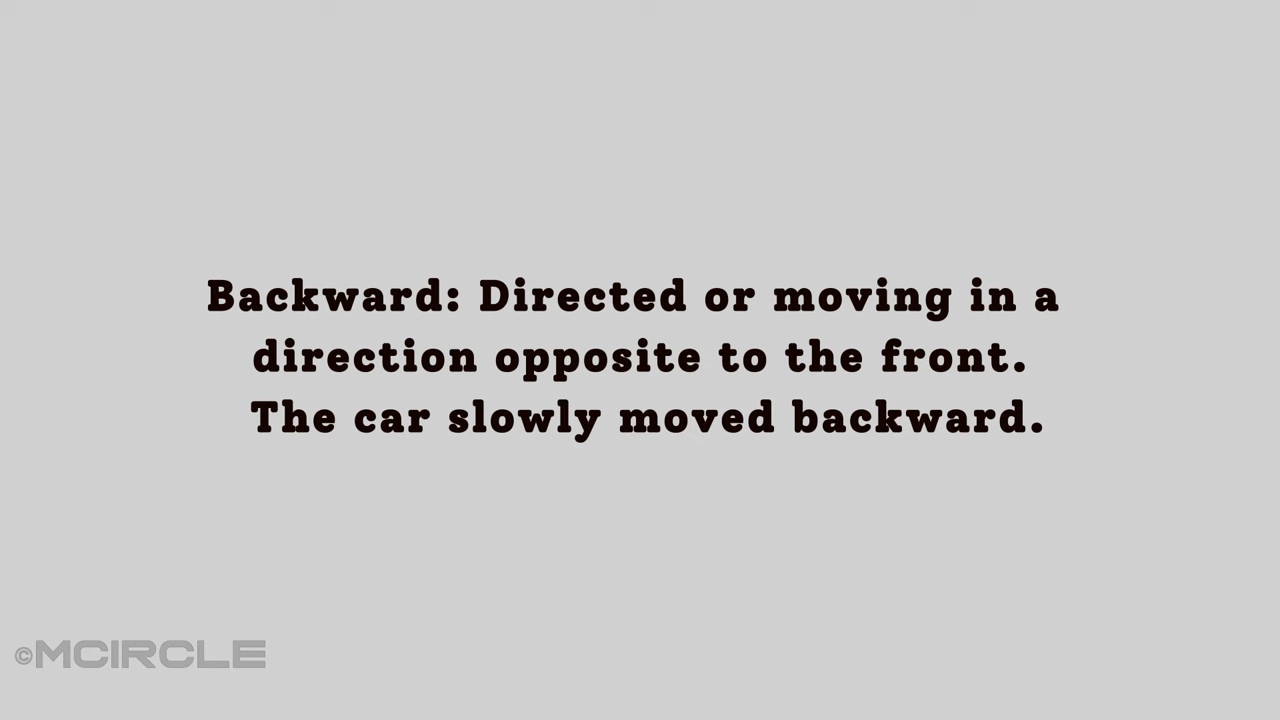 Backward: Directed or moving in a
direction opposite to the front.
The car slowly moved backward.
©MCIRCLE